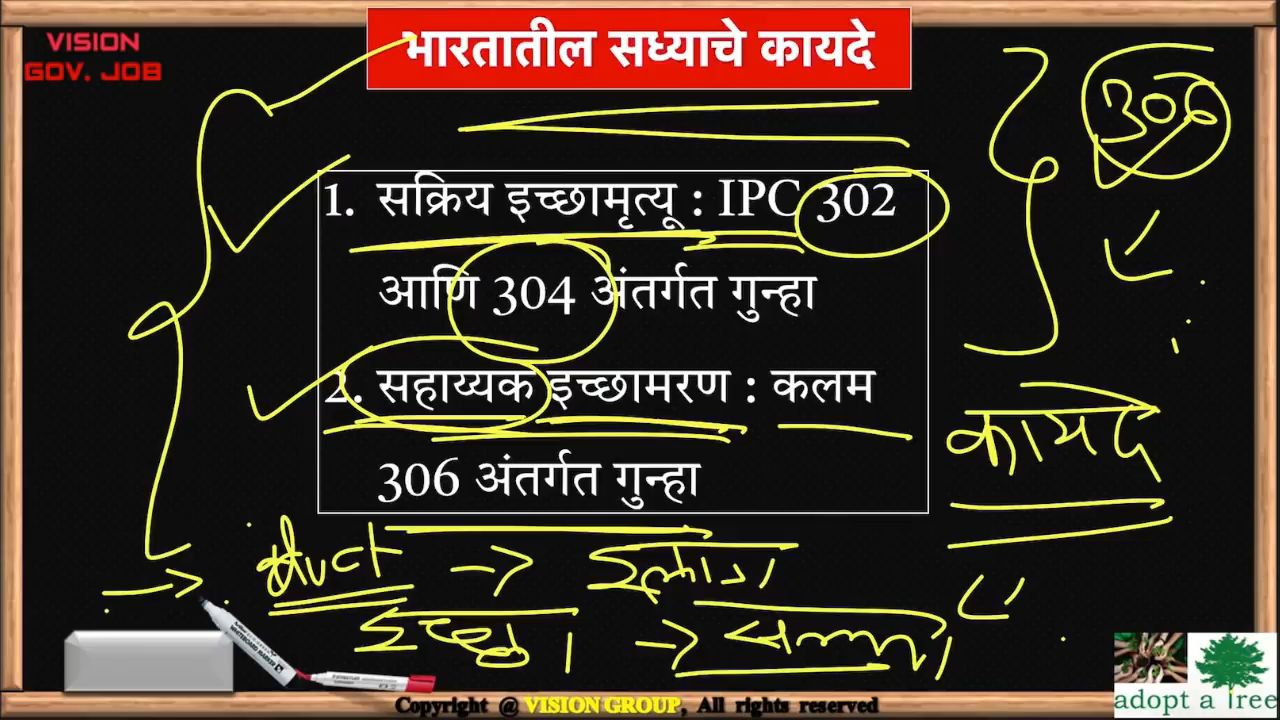 VISION
GOV. JOB
भारतातील सध्याचे कायदे
306
1. सक्रिय इच्छामृत्यू : IPC 302
आणि 304 अंतर्गत गुन्हा
2. सहाय्यक इच्छामरण : कलम
306 अंतर्गत गुन्हा
कायदे
इच्छा
Copyright @ VISION GROUP, All rights reserved
adopt a Tree